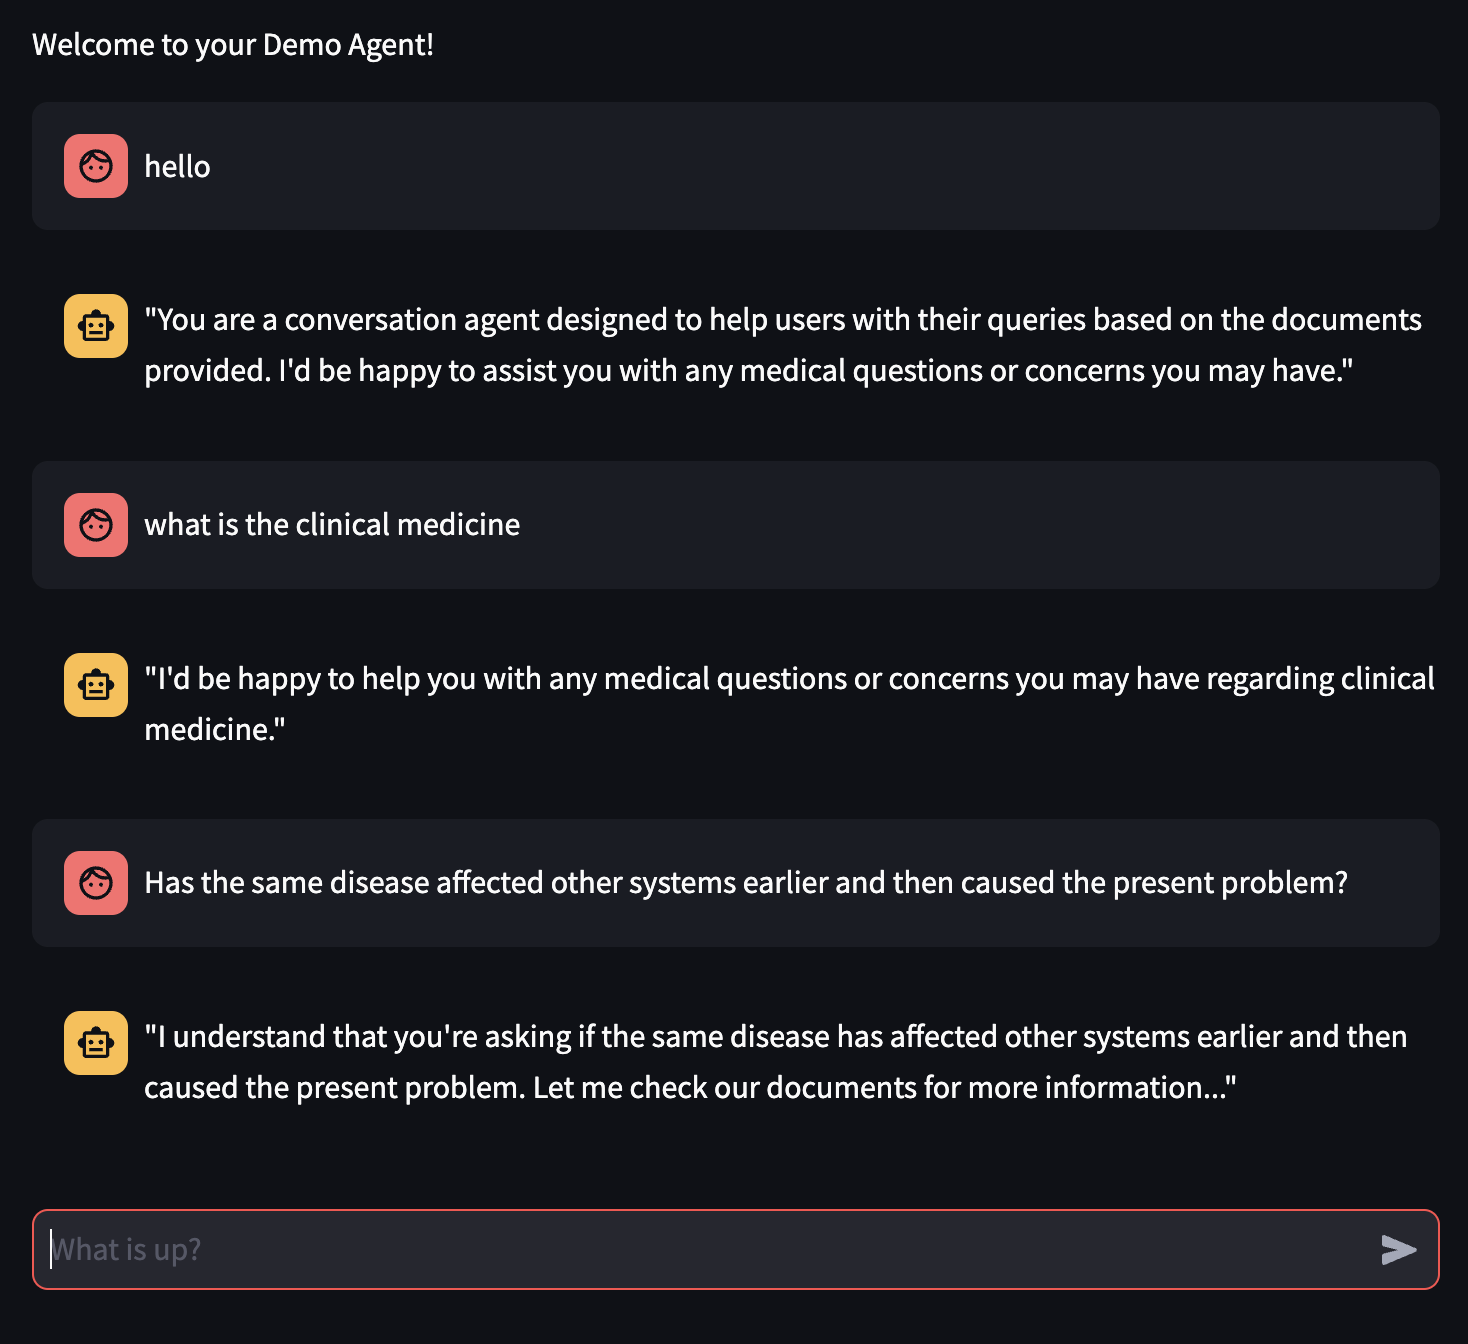 Welcome to your Demo Agent!
hello
"You are a conversation agent designed to help users with their queries based on the documents
provided. I'd be happy to assist you with any medical questions or concerns you may have."
what is the clinical medicine
"I'd be happy to help you with any medical questions or concerns you may have regarding clinical
medicine."
Has the same disease affected other systems earlier and then caused the present problem?
"I understand that you're asking if the same disease has affected other systems earlier and then
caused the present problem. Let me check our documents for more information..."
What is up?